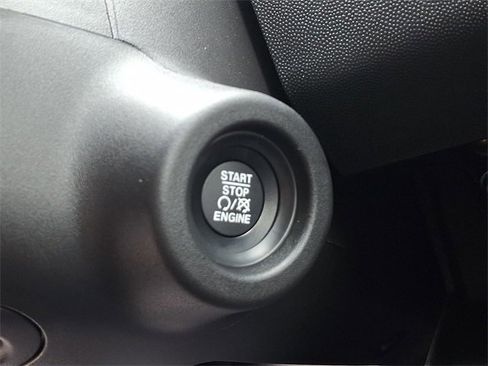 START
STOP
/
ENGINE